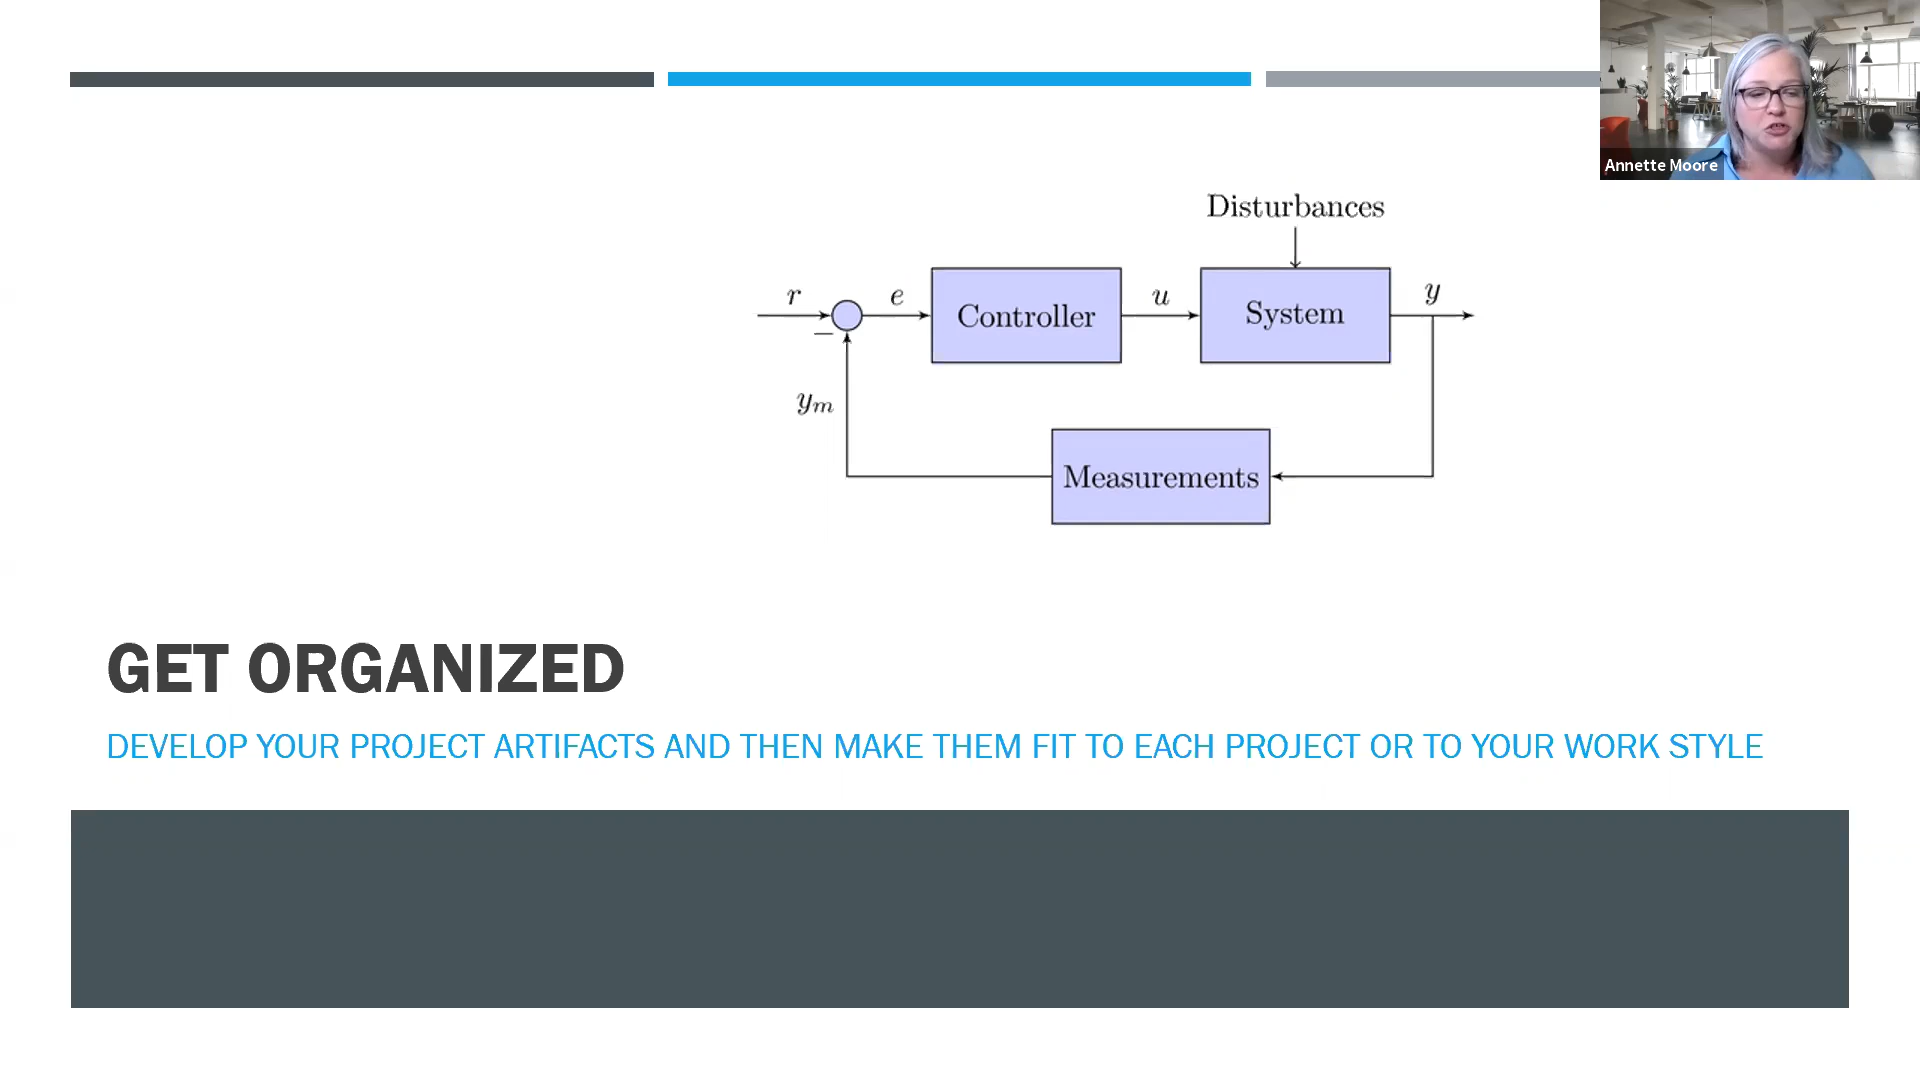 Annette Moore
Disturbances
r
e
Controller
u
System
y
−
yₘ
Measurements
GET ORGANIZED
DEVELOP YOUR PROJECT ARTIFACTS AND THEN MAKE THEM FIT TO EACH PROJECT OR TO YOUR WORK STYLE